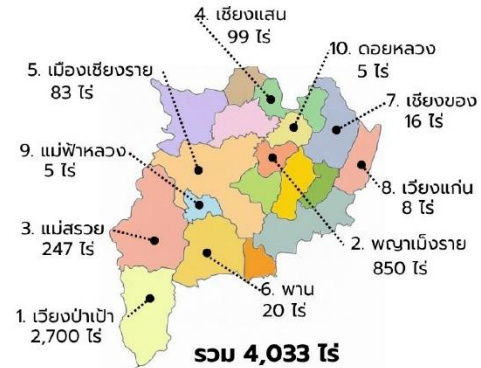 4. เชียงแสน
99 ไร่
10. ดอยหลวง
5 ไร่
5. เมืองเชียงราย
83 ไร่
7. เชียงของ
16 ไร่
9. แม่ฟ้าหลวง
5 ไร่
8. เวียงแก่น
8 ไร่
3. แม่สรวย
247 ไร่
2. พญาเม็งราย
850 ไร่
6. พาน
20 ไร่
1. เวียงป่าเป้า
2,700 ไร่
รวม 4,033 ไร่